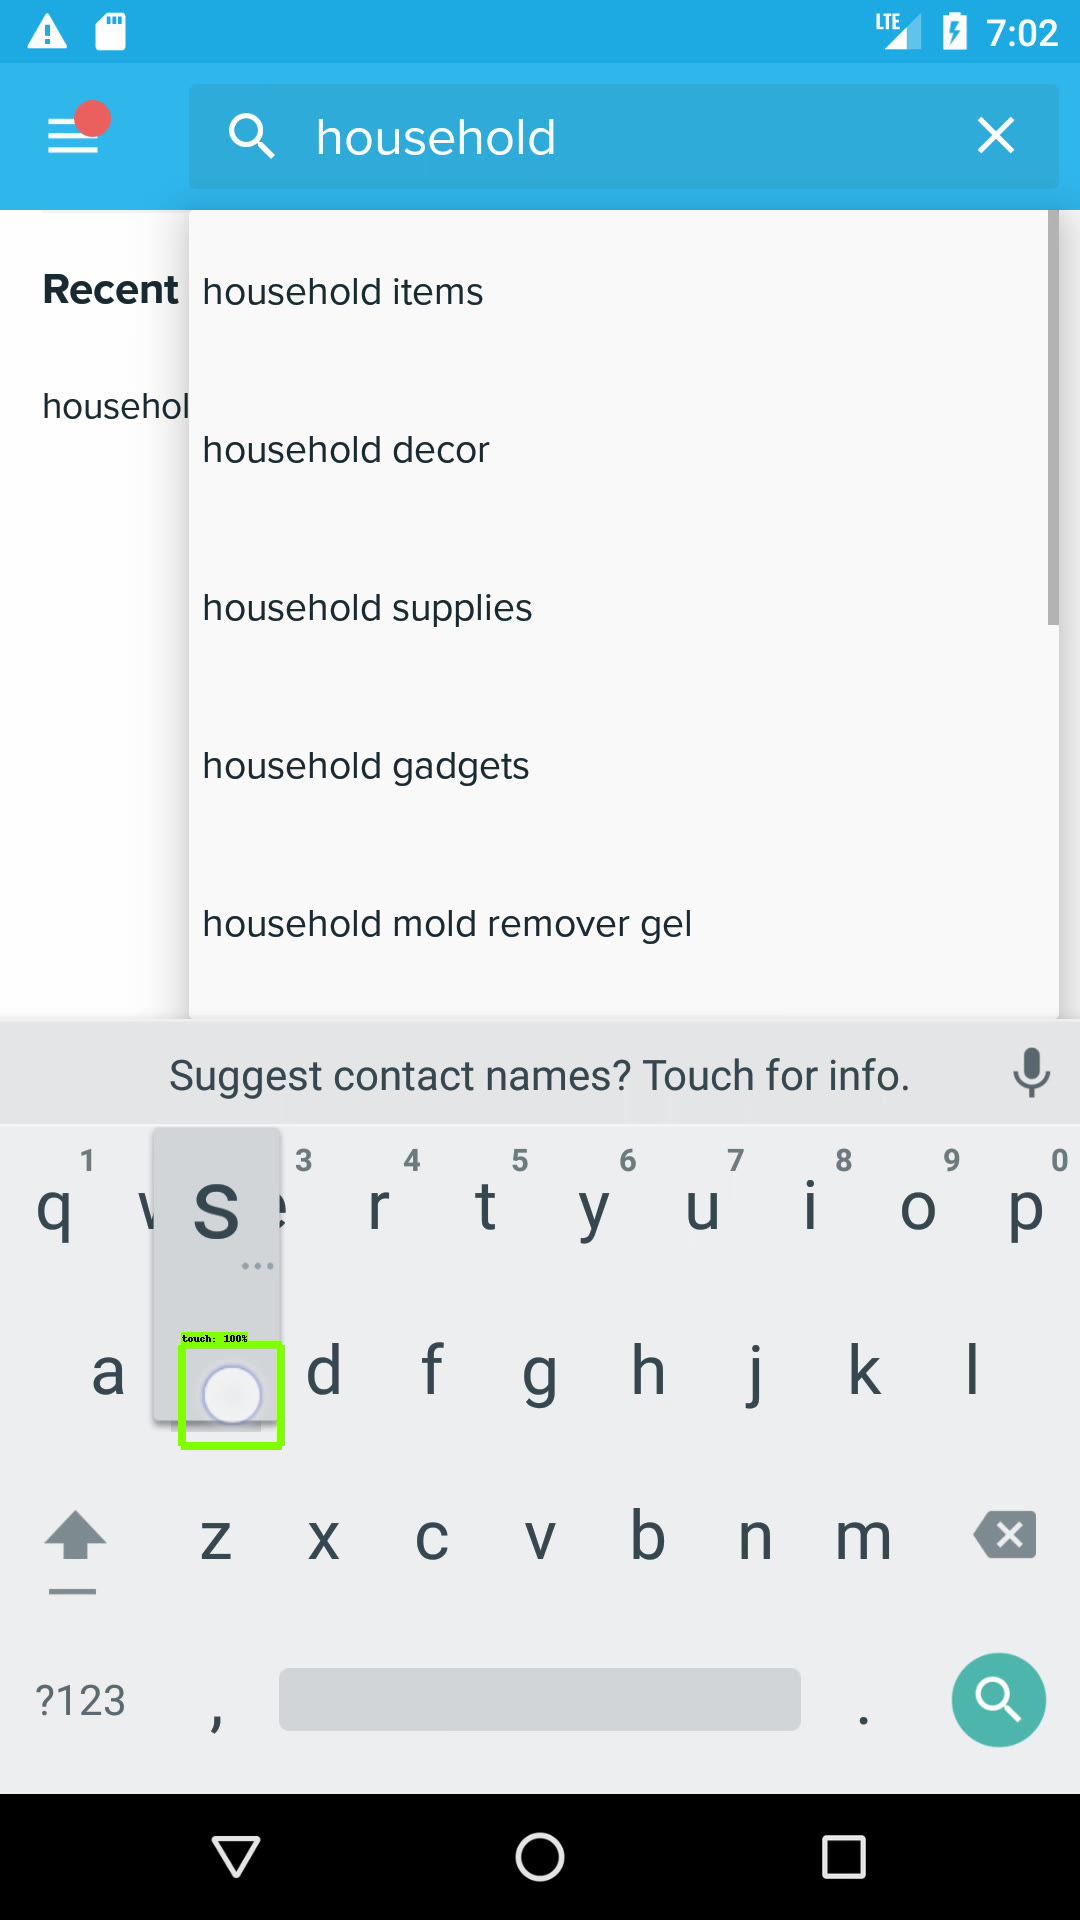 LTE 7:02
household
Recent
househol
household items
household decor
household supplies
household gadgets
household mold remover gel
Suggest contact names? Touch for info.
1 3 4 5 6 7 8 9 0
q w s e r t y u i o p
touch: 100%
a d f g h j k l
z x c v b n m
?123 , .